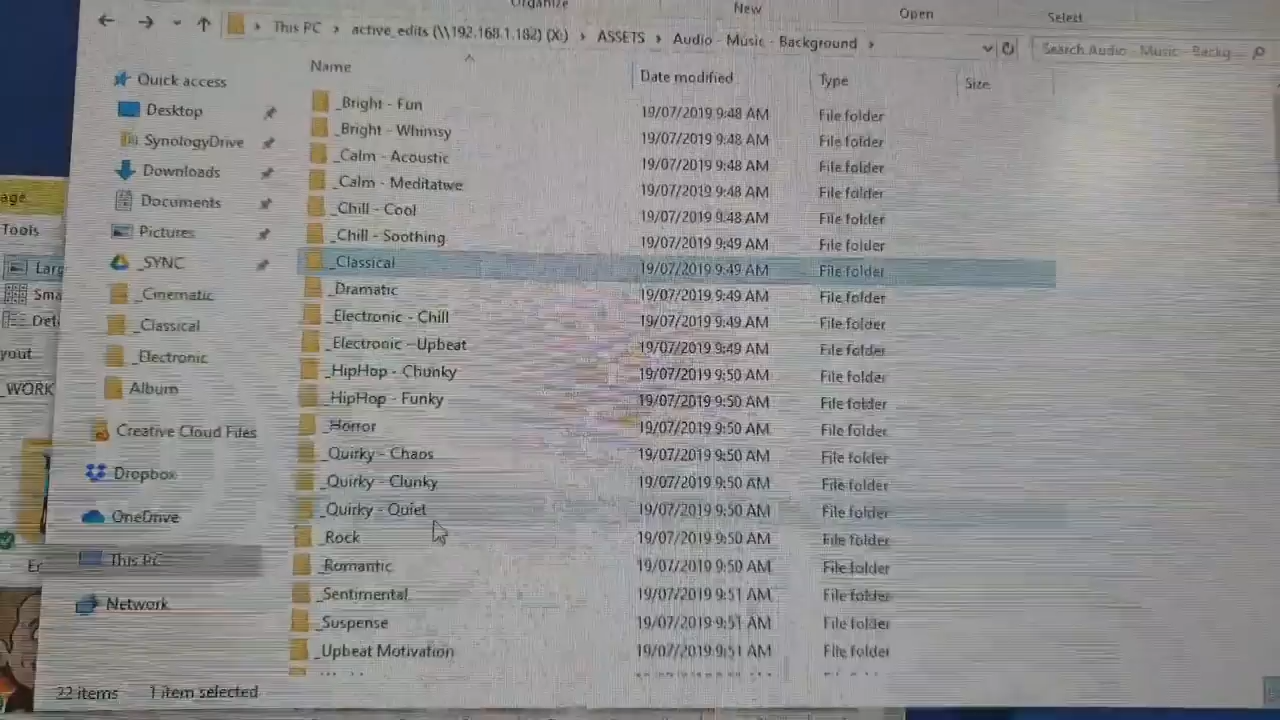 Organize New Open Select
This PC > active_edits (\\192.168.1.182) (X:) > ASSETS > Audio - Music - Background >
Search Audio - Music - Backg...
Name Date modified Type Size
Quick access
Desktop
SynologyDrive
Downloads
Documents
Pictures
_SYNC
_Cinematic
_Classical
_Electronic
Album
Creative Cloud Files
Dropbox
OneDrive
This PC
Network
_Bright - Fun 19/07/2019 9:48 AM File folder
_Bright - Whimsy 19/07/2019 9:48 AM File folder
_Calm - Acoustic 19/07/2019 9:48 AM File folder
_Calm - Meditatwe 19/07/2019 9:48 AM File folder
_Chill - Cool 19/07/2019 9:48 AM File folder
_Chill - Soothing 19/07/2019 9:49 AM File folder
_Classical 19/07/2019 9:49 AM File folder
_Dramatic 19/07/2019 9:49 AM File folder
_Electronic - Chill 19/07/2019 9:49 AM File folder
_Electronic - Upbeat 19/07/2019 9:49 AM File folder
_HipHop - Chunky 19/07/2019 9:50 AM File folder
_HipHop - Funky 19/07/2019 9:50 AM File folder
_Horror 19/07/2019 9:50 AM File folder
_Quirky - Chaos 19/07/2019 9:50 AM File folder
_Quirky - Clunky 19/07/2019 9:50 AM File folder
_Quirky - Quiet 19/07/2019 9:50 AM File folder
_Rock 19/07/2019 9:50 AM File folder
_Romantic 19/07/2019 9:50 AM File folder
_Sentimental 19/07/2019 9:51 AM File folder
_Suspense 19/07/2019 9:51 AM File folder
_Upbeat Motivation 19/07/2019 9:51 AM File folder
22 items 1 item selected
age
Tools
Larg
Sma
Deta
yout
_WORK
Er